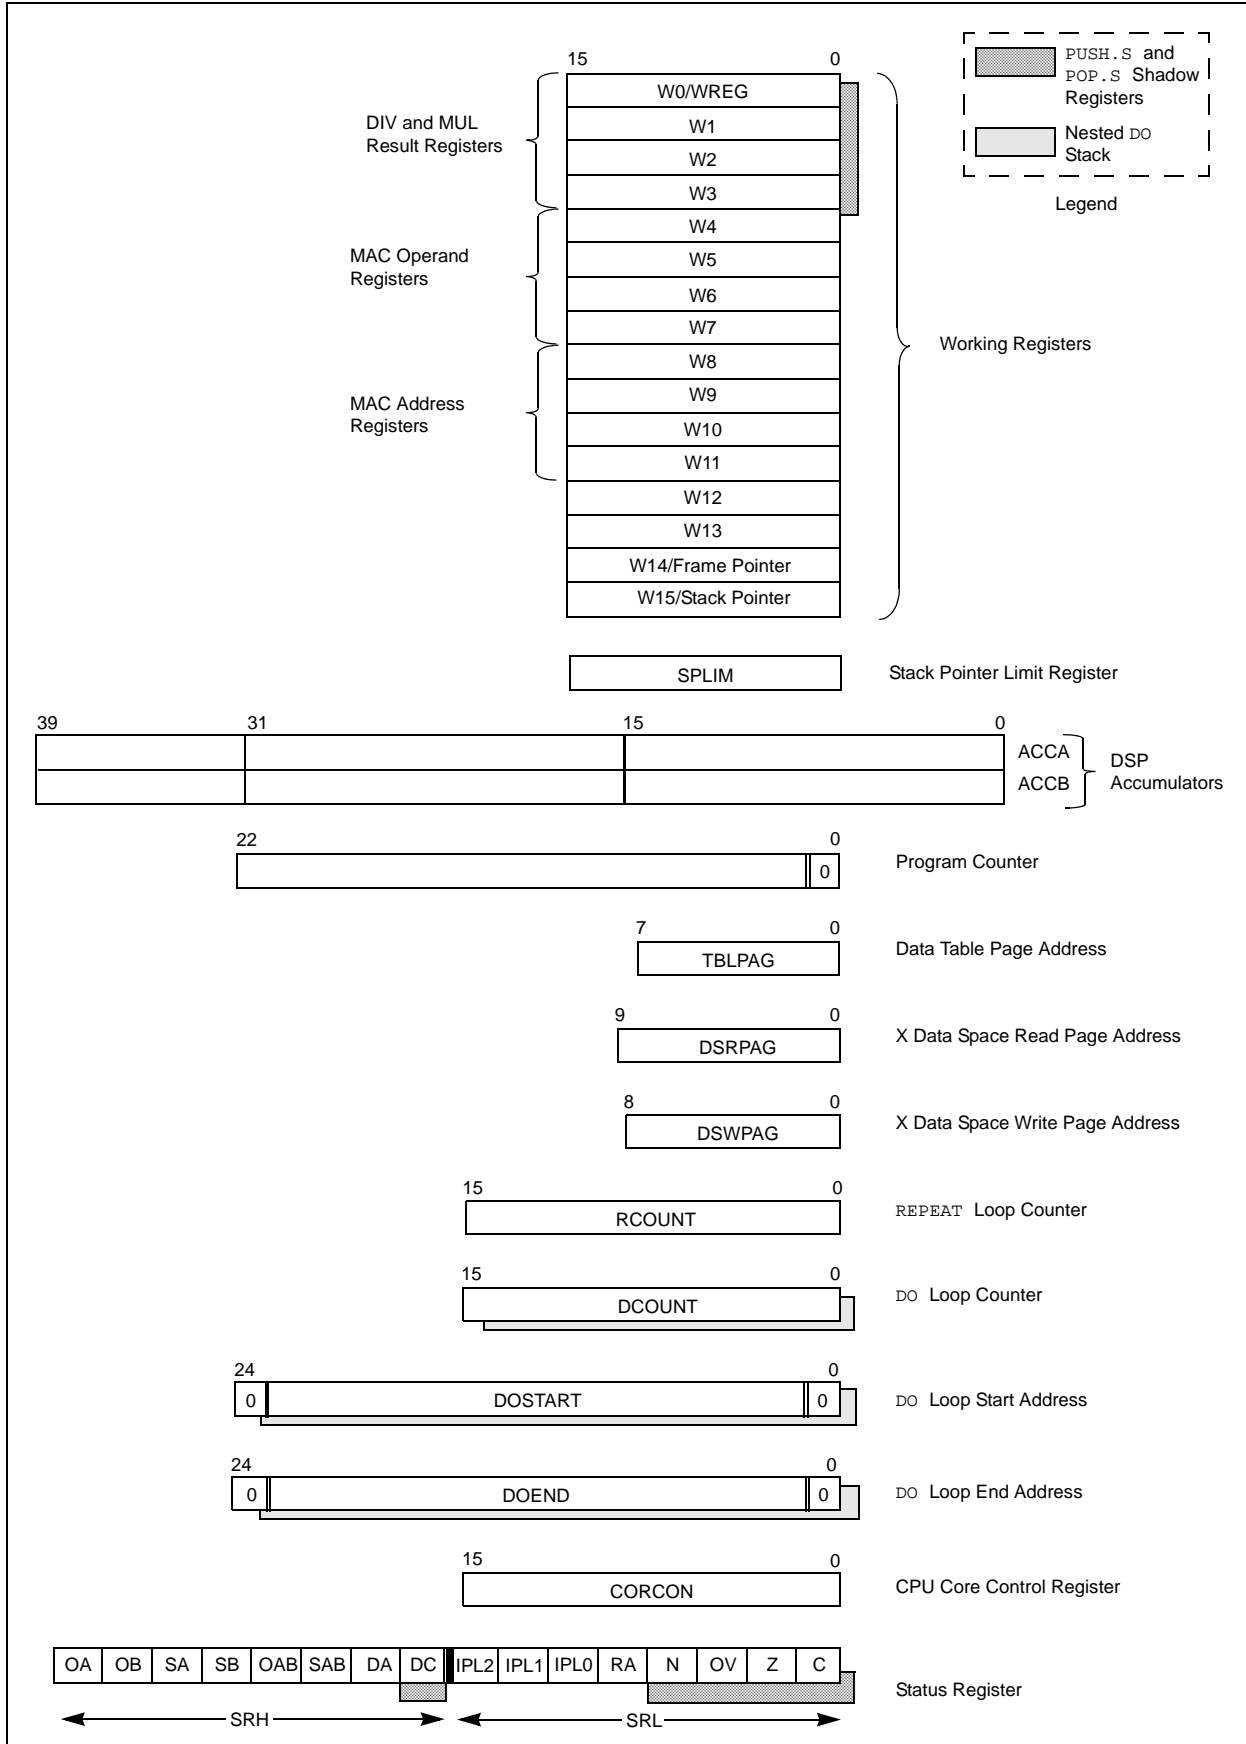 15 0
PUSH.S and
POP.S Shadow
Registers
Nested DO
Stack
Legend
DIV and MUL
Result Registers
W0/WREG
W1
W2
W3
MAC Operand
Registers
W4
W5
W6
W7
Working Registers
MAC Address
Registers
W8
W9
W10
W11
W12
W13
W14/Frame Pointer
W15/Stack Pointer
SPLIM Stack Pointer Limit Register
39 31 15 0
ACCA
ACCB
DSP
Accumulators
22 0
0 Program Counter
7 0
TBLPAG Data Table Page Address
9 0
DSRPAG X Data Space Read Page Address
8 0
DSWPAG X Data Space Write Page Address
15 0
RCOUNT REPEAT Loop Counter
15 0
DCOUNT DO Loop Counter
24 0
0 DOSTART 0 DO Loop Start Address
24 0
0 DOEND 0 DO Loop End Address
15 0
CORCON CPU Core Control Register
OA OB SA SB OAB SAB DA DC IPL2 IPL1 IPL0 RA N OV Z C
Status Register
SRH SRL